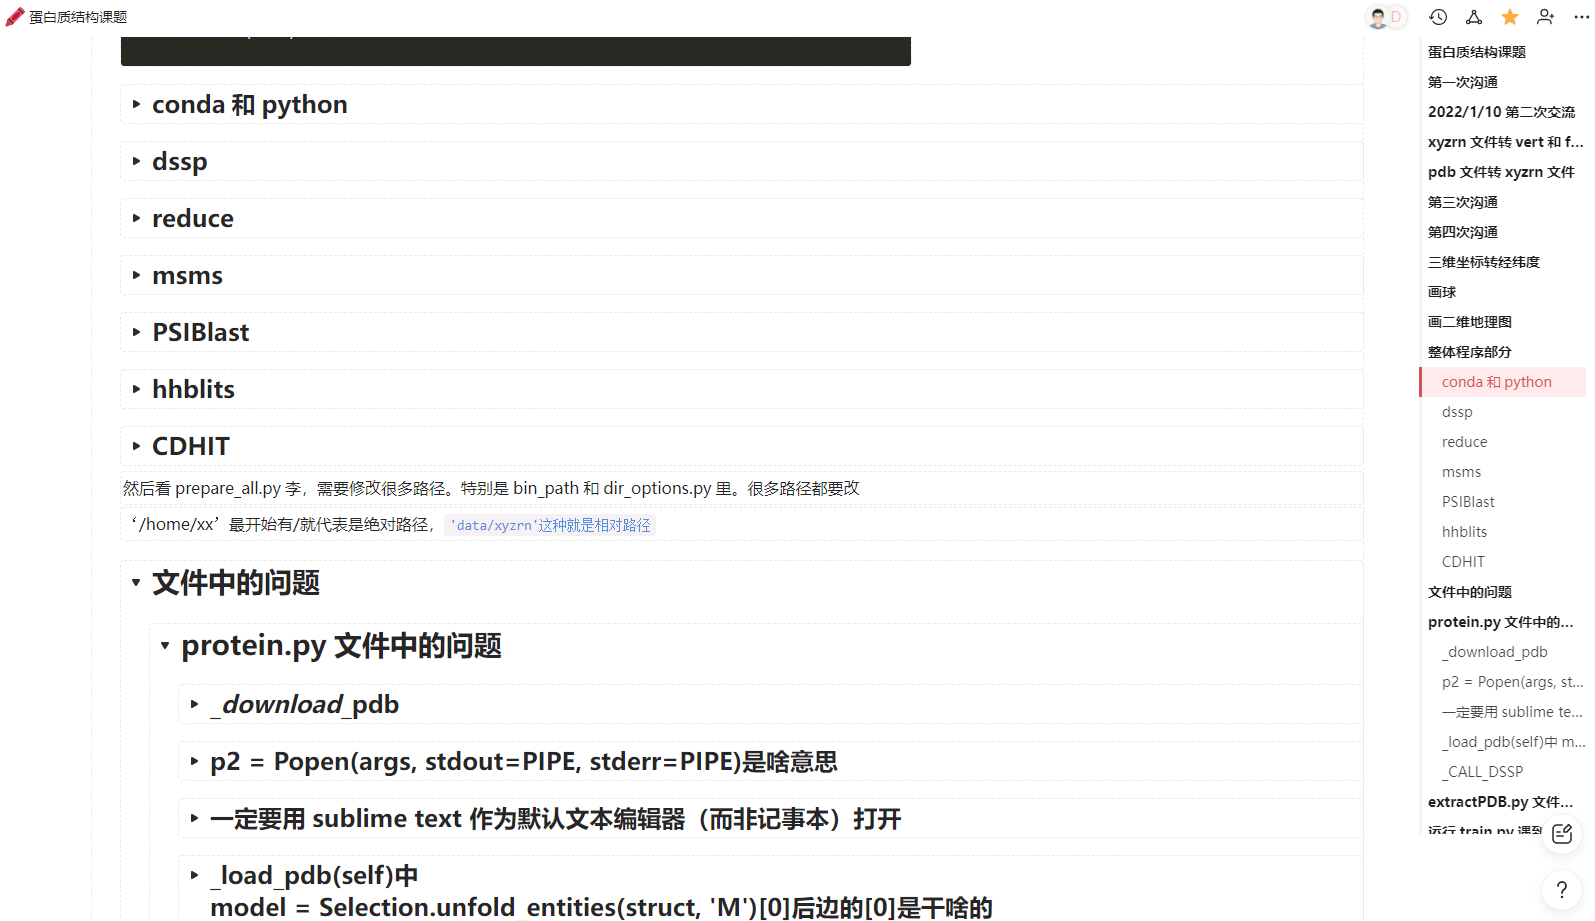 蛋白质结构课题
D
conda 和 python
dssp
reduce
msms
PSIBlast
hhblits
CDHIT
然后看 prepare_all.py 李，需要修改很多路径。特别是 bin_path 和 dir_options.py 里。很多路径都要改
‘/home/xx’ 最开始有/就代表是绝对路径， 'data/xyzrn'这种就是相对路径
文件中的问题
protein.py 文件中的问题
_download_pdb
p2 = Popen(args, stdout=PIPE, stderr=PIPE)是啥意思
一定要用 sublime text 作为默认文本编辑器（而非记事本）打开
_load_pdb(self)中
model = Selection.unfold_entities(struct, 'M')[0]后边的[0]是干啥的
蛋白质结构课题
第一次沟通
2022/1/10 第二次交流
xyzrn 文件转 vert 和 f...
pdb 文件转 xyzrn 文件
第三次沟通
第四次沟通
三维坐标转经纬度
画球
画二维地理图
整体程序部分
conda 和 python
dssp
reduce
msms
PSIBlast
hhblits
CDHIT
文件中的问题
protein.py 文件中的...
_download_pdb
p2 = Popen(args, st...
一定要用 sublime te...
_load_pdb(self)中 m...
_CALL_DSSP
extractPDB.py 文件...
运行 train.py 遇到
?